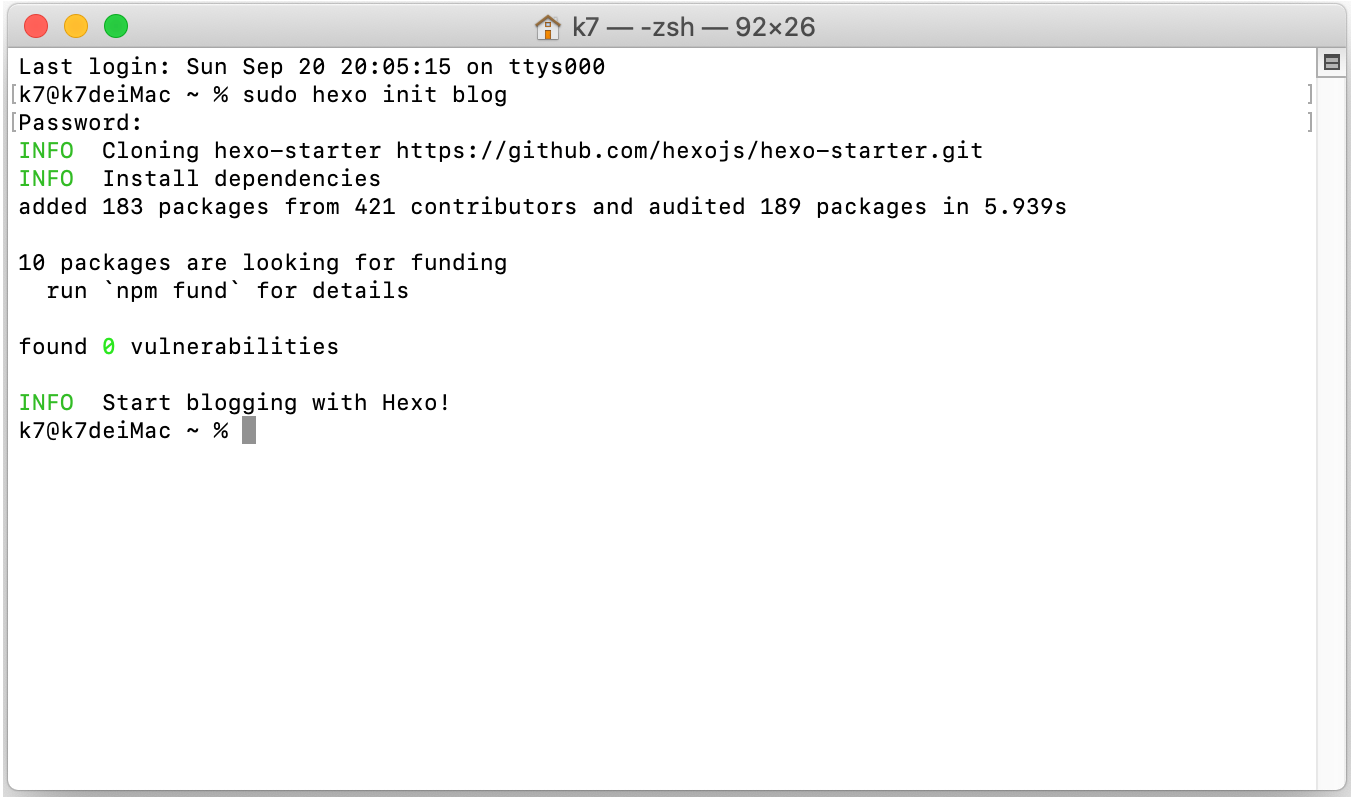 k7 — -zsh — 92×26
Last login: Sun Sep 20 20:05:15 on ttys000
[k7@k7deiMac ~ % sudo hexo init blog ]
[Password: ]
INFO  Cloning hexo-starter https://github.com/hexojs/hexo-starter.git
INFO  Install dependencies
added 183 packages from 421 contributors and audited 189 packages in 5.939s
10 packages are looking for funding
  run `npm fund` for details
found 0 vulnerabilities
INFO  Start blogging with Hexo!
k7@k7deiMac ~ %